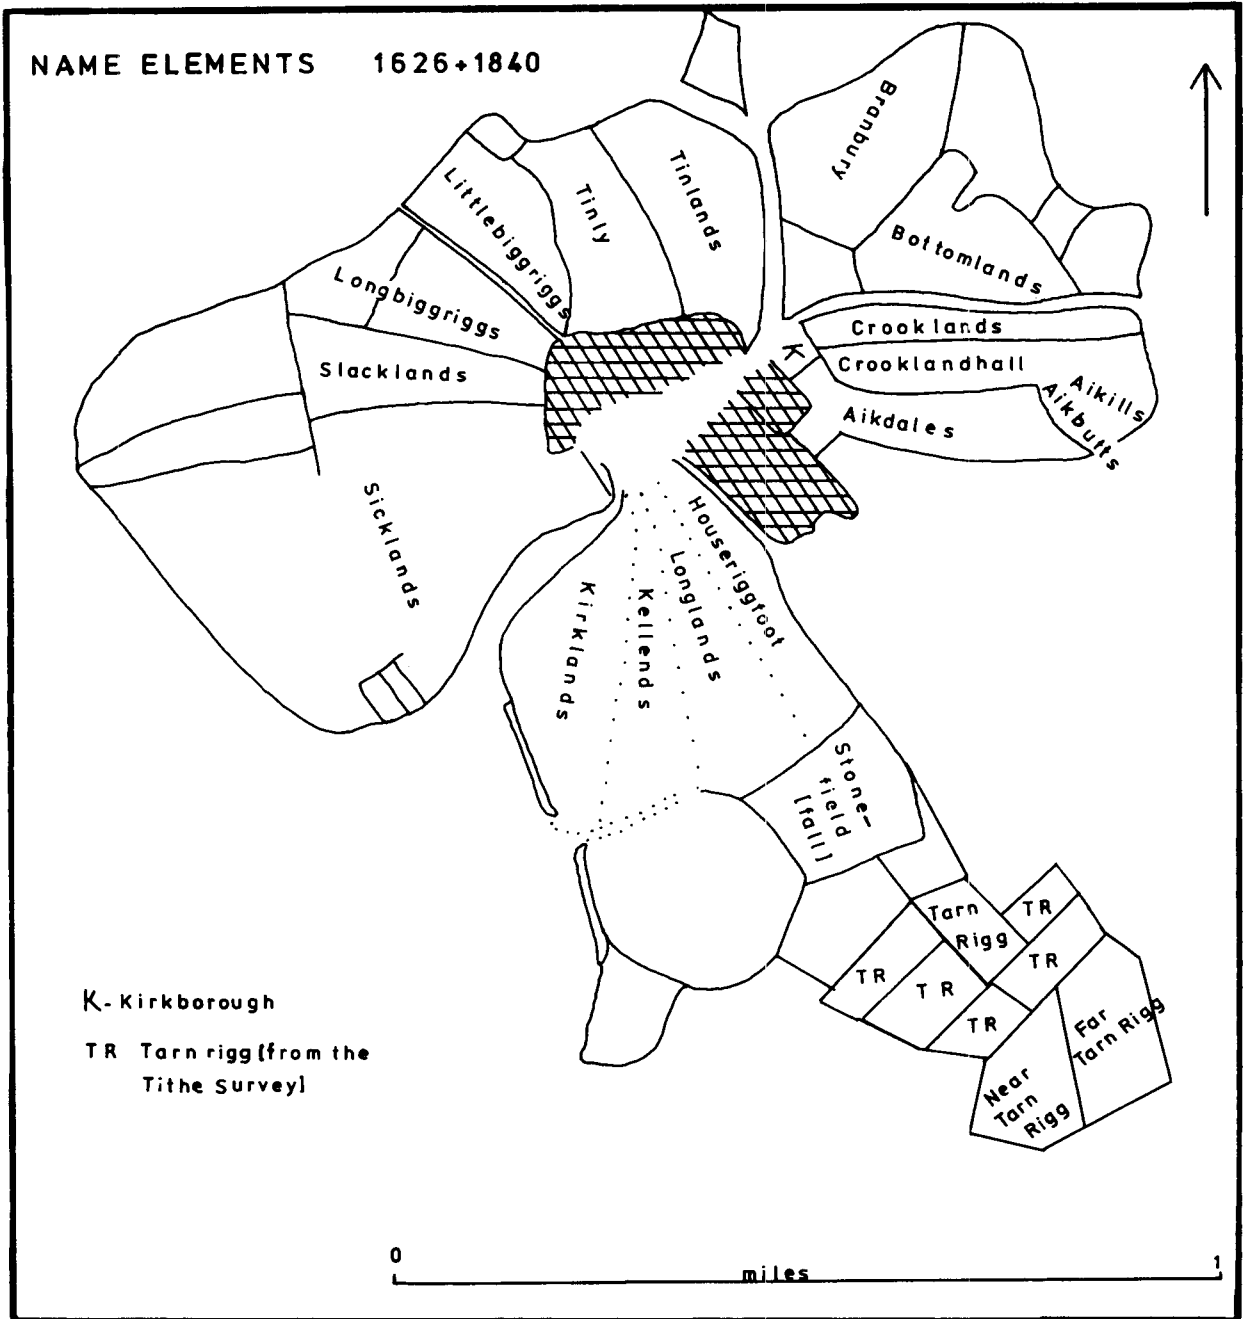 NAME ELEMENTS 1626+1840
Branbury
Tinlands
Littlebiggriggs
Tinly
Bottomlands
Longbiggriggs
Crooklands
K
Crooklandhall
Slacklands
Aikills
Aikbutts
Aikdales
Sicklands
Houseriggfoot
Longlands
Kellends
Kirklands
Stone-
field
[fall]
Tarn
Rigg
TR
TR
TR
TR
TR
Far
Tarn Rigg
Near
Tarn
Rigg
K - Kirkborough
TR Tarn rigg [from the
Tithe Survey]
0
1
miles